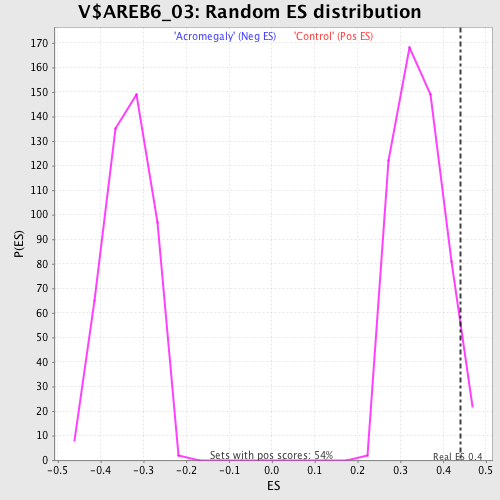 V$AREB6_03: Random ES distribution
'Acromegaly' (Neg ES) 'Control' (Pos ES)
170
160
150
140
130
120
110
100
90
80
70
60
50
40
30
20
10
0
P(ES)
Sets with pos scores: 54%
Real ES 0.4
-0.5 -0.4 -0.3 -0.2 -0.1 0.0 0.1 0.2 0.3 0.4 0.5
ES